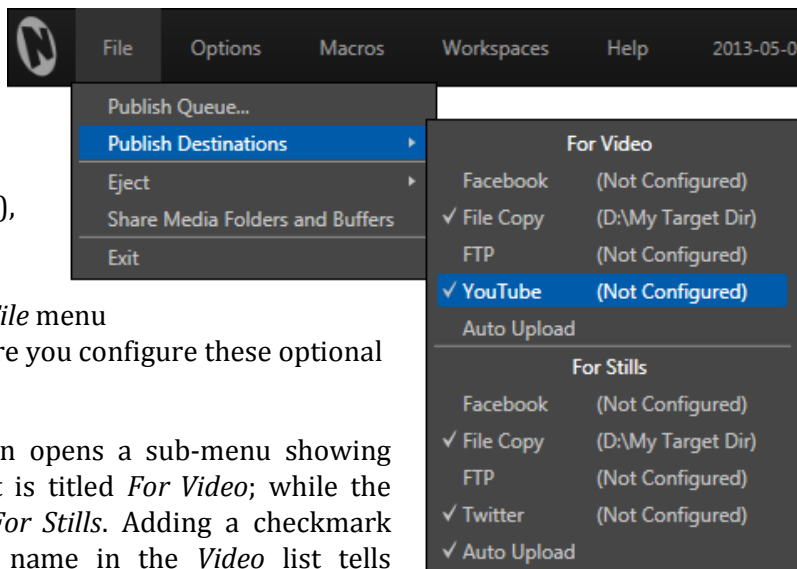 File Options Macros Workspaces Help 2013-05-0
Publish Queue...
Publish Destinations
Eject
Share Media Folders and Buffers
Exit
For Video
Facebook (Not Configured)
✓ File Copy (D:\My Target Dir)
FTP (Not Configured)
✓ YouTube (Not Configured)
Auto Upload
For Stills
Facebook (Not Configured)
✓ File Copy (D:\My Target Dir)
FTP (Not Configured)
✓ Twitter (Not Configured)
✓ Auto Upload
),
File menu
re you configure these optional
n opens a sub-menu showing
t is titled For Video; while the
For Stills. Adding a checkmark
name in the Video list tells